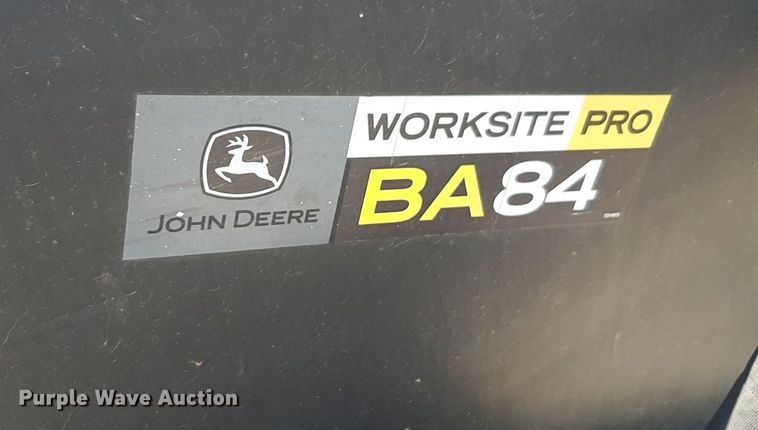 JOHN DEERE
WORKSITE PRO
BA84
Purple Wave Auction